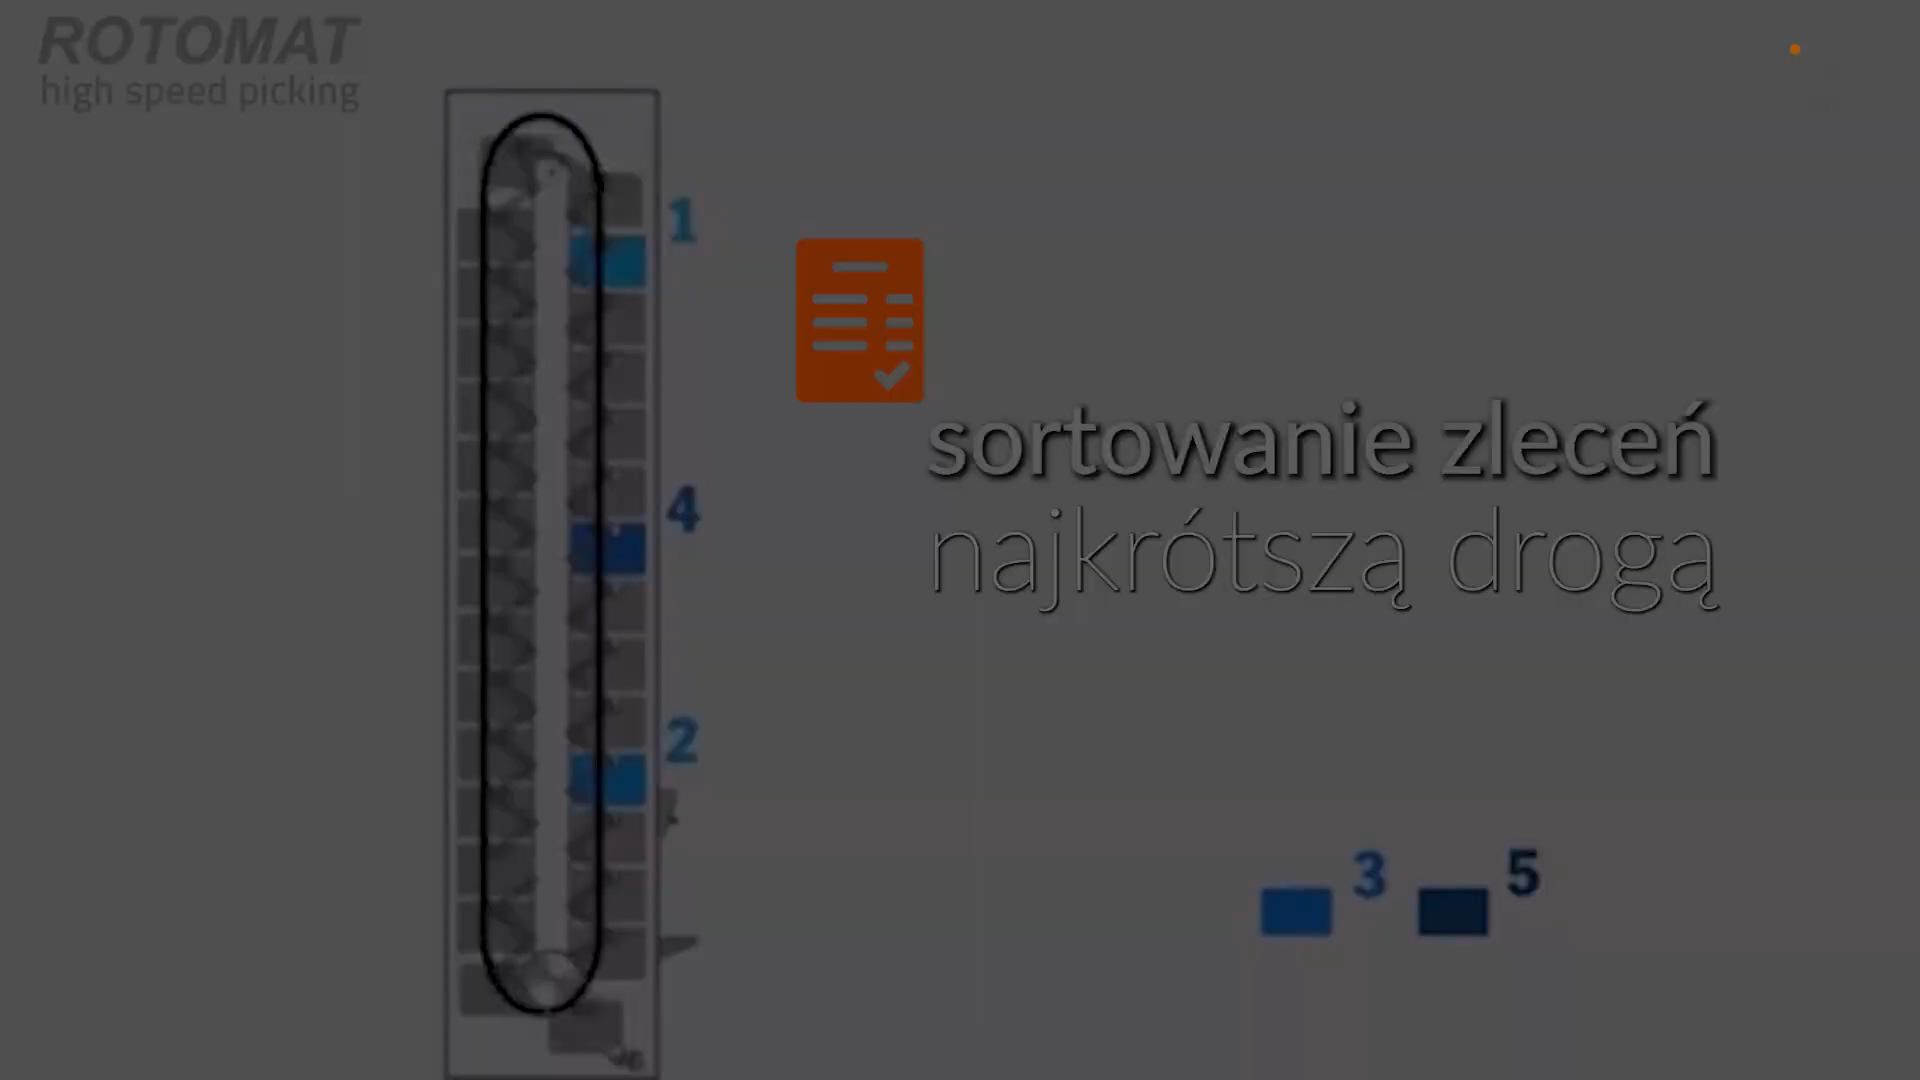 ROTOMAT
high speed picking
1
4
2
sortowanie zleceń
najkrótszą drogą
3
5